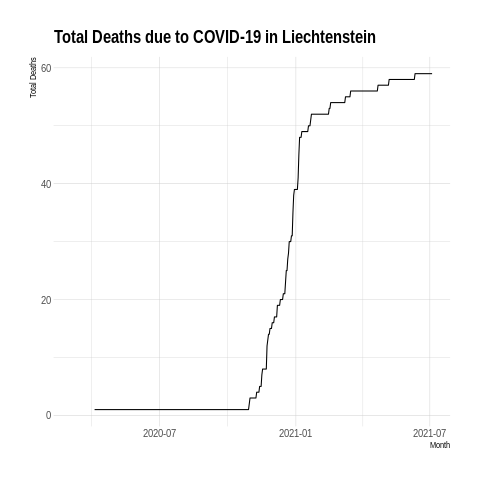 Total Deaths due to COVID-19 in Liechtenstein
Total Deaths
60
40
20
0
2020-07
2021-01
2021-07
Month